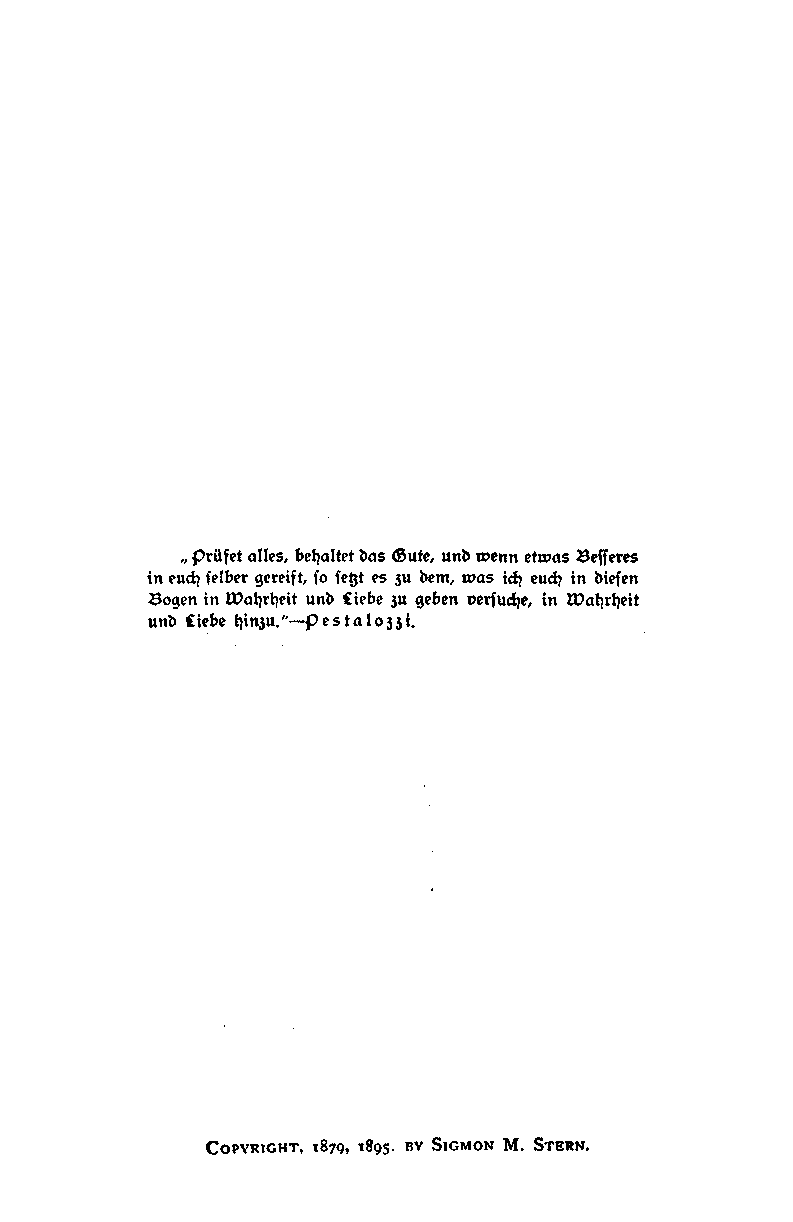 „Prüfet alles, behaltet das Gute, und wenn etwas Besseres
in euch selber gereift, so setzt es zu dem, was ich euch in diesen
Bogen in Wahrheit und Liebe zu geben versuche, in Wahrheit
und Liebe hinzu."—Pestalozzi.
Copyright, 1879, 1895. by Sigmon M. Stern.